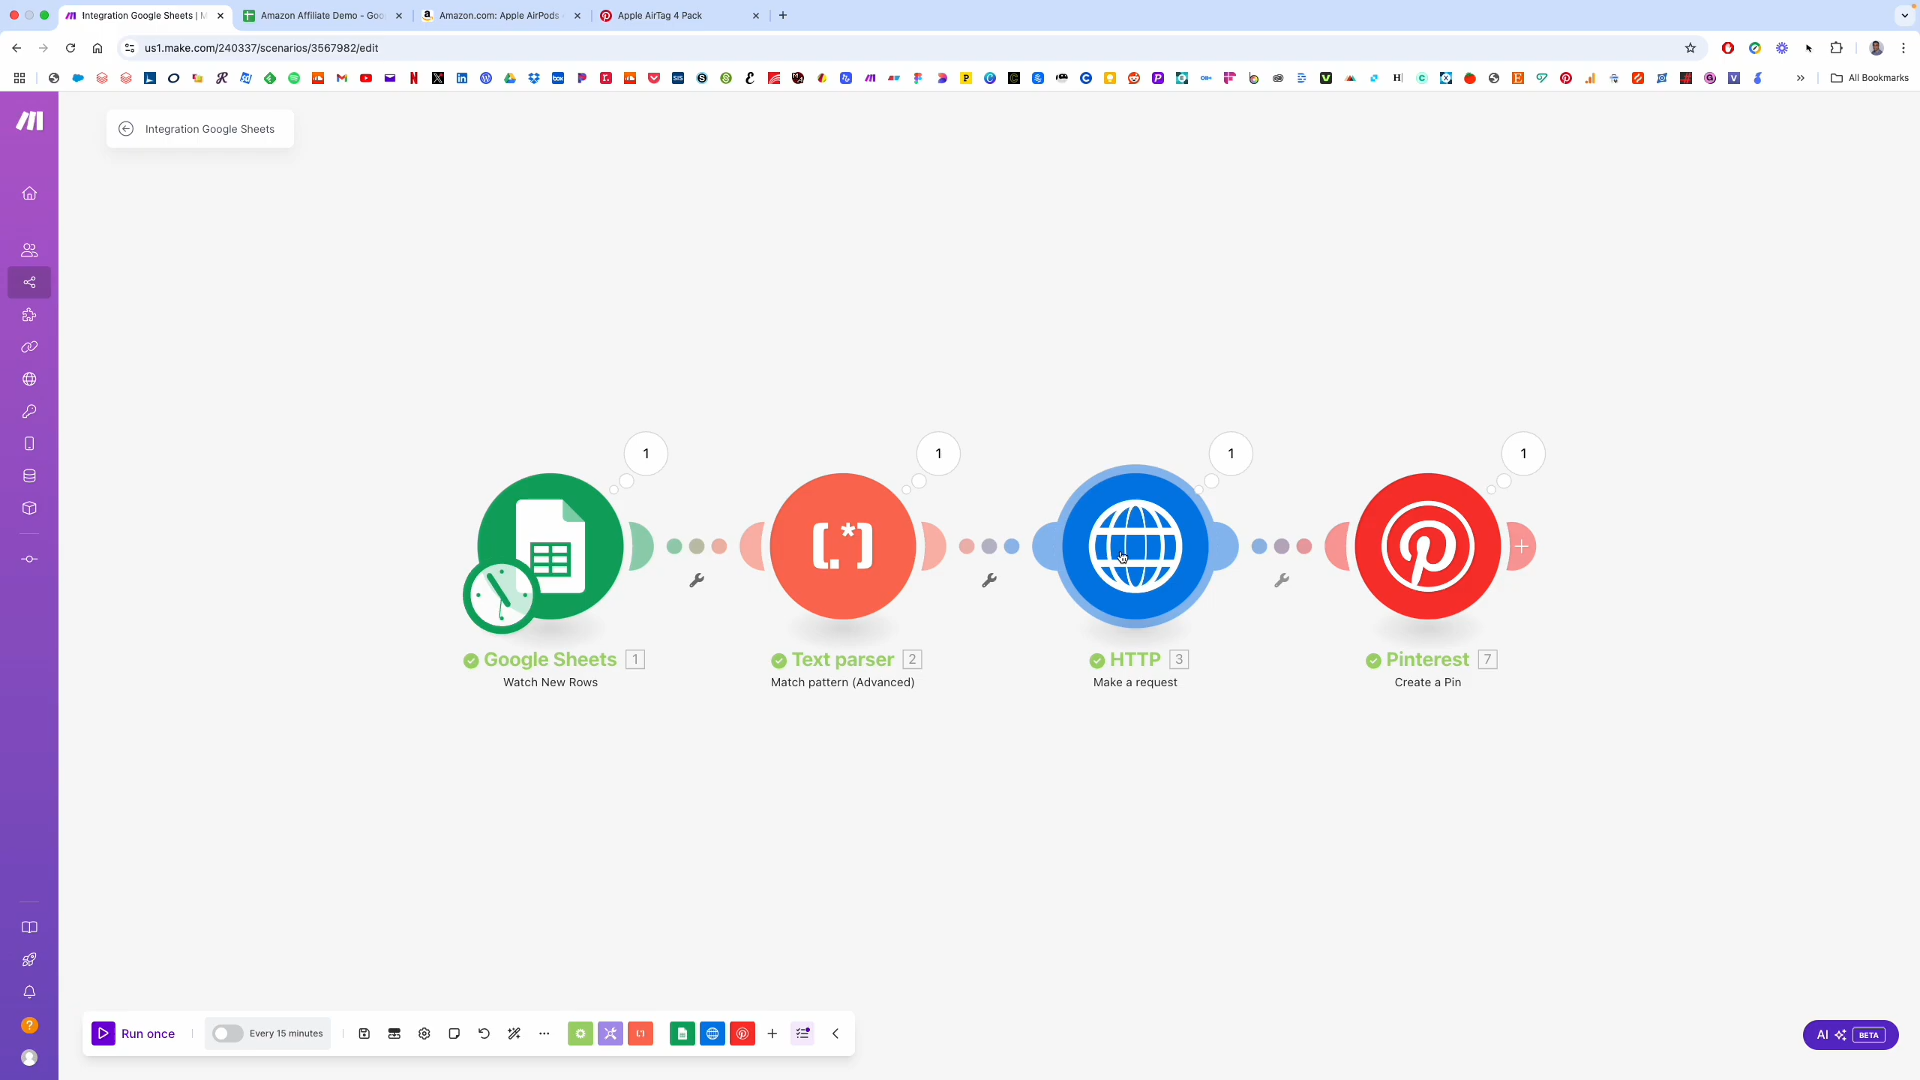 Integration Google Sheets | M
Amazon Affiliate Demo - Goo
Amazon.com: Apple AirPods
Apple AirTag 4 Pack
us1.make.com/240337/scenarios/3567982/edit
All Bookmarks
Integration Google Sheets
1
1
1
1
Google Sheets 1
Watch New Rows
Text parser 2
Match pattern (Advanced)
HTTP 3
Make a request
Pinterest 7
Create a Pin
Run once
Every 15 minutes
AI BETA